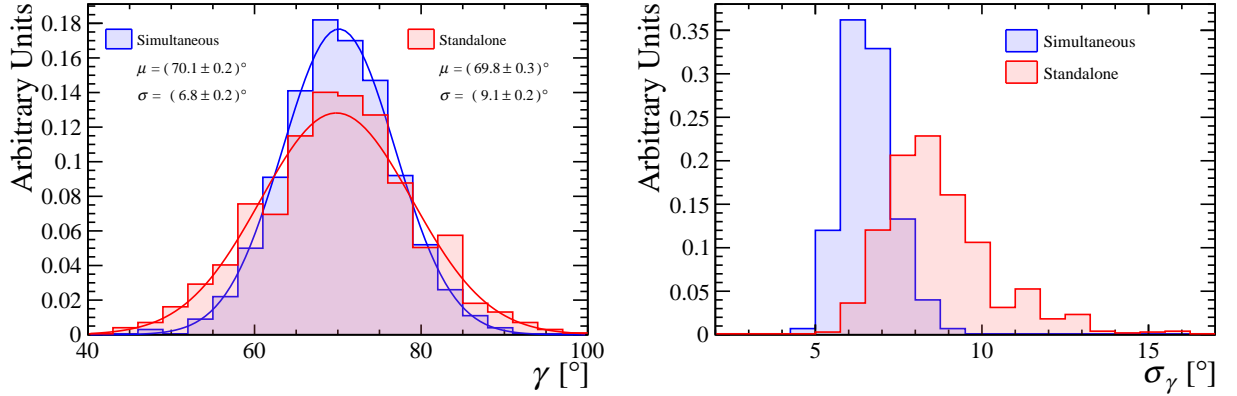 Arbitrary Units
0.18
0.16
0.14
0.12
0.1
0.08
0.06
0.04
0.02
0
Simultaneous
μ = ( 70.1 ± 0.2 )°
σ = ( 6.8 ± 0.2 )°
Standalone
μ = ( 69.8 ± 0.3 )°
σ = ( 9.1 ± 0.2 )°
40 60 80 100
γ [°]
Arbitrary Units
0.35
0.3
0.25
0.2
0.15
0.1
0.05
0
Simultaneous
Standalone
5 10 15
σγ [°]